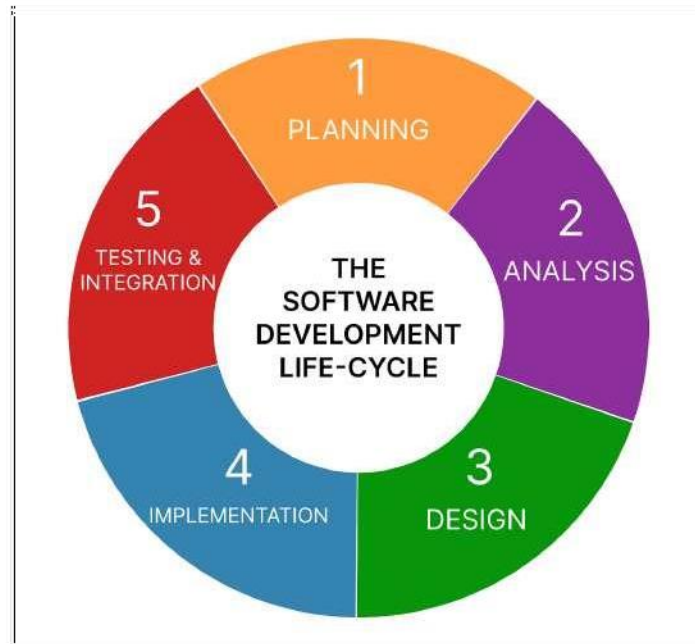 1
PLANNING
2
ANALYSIS
3
DESIGN
4
IMPLEMENTATION
5
TESTING &
INTEGRATION
THE
SOFTWARE
DEVELOPMENT
LIFE-CYCLE